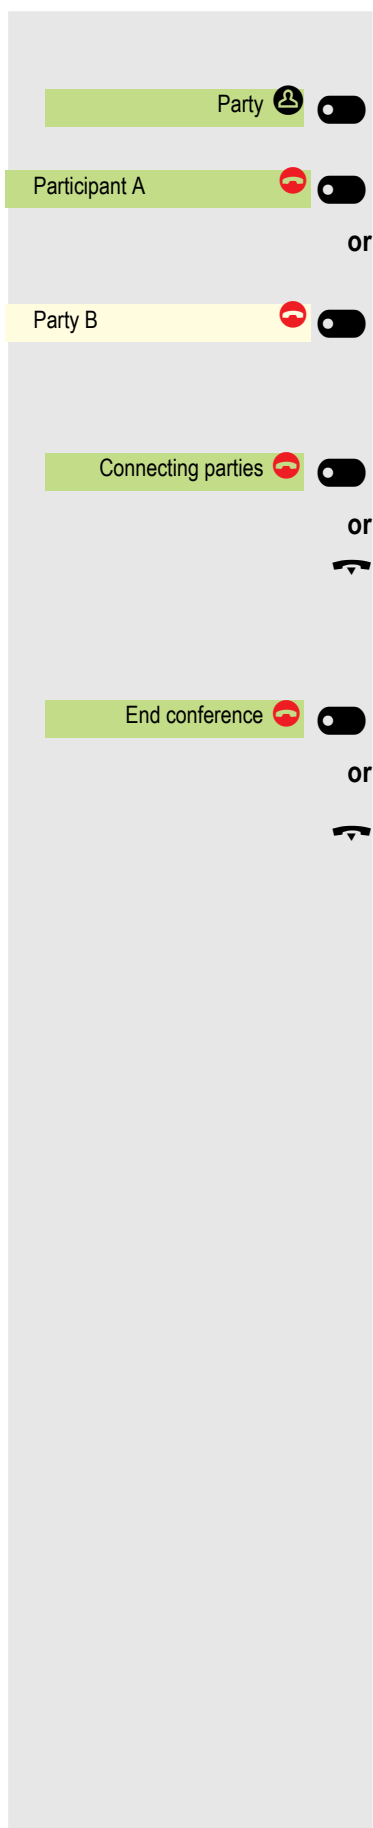 Party
Participant A
or
Party B
Connecting parties
or
End conference
or